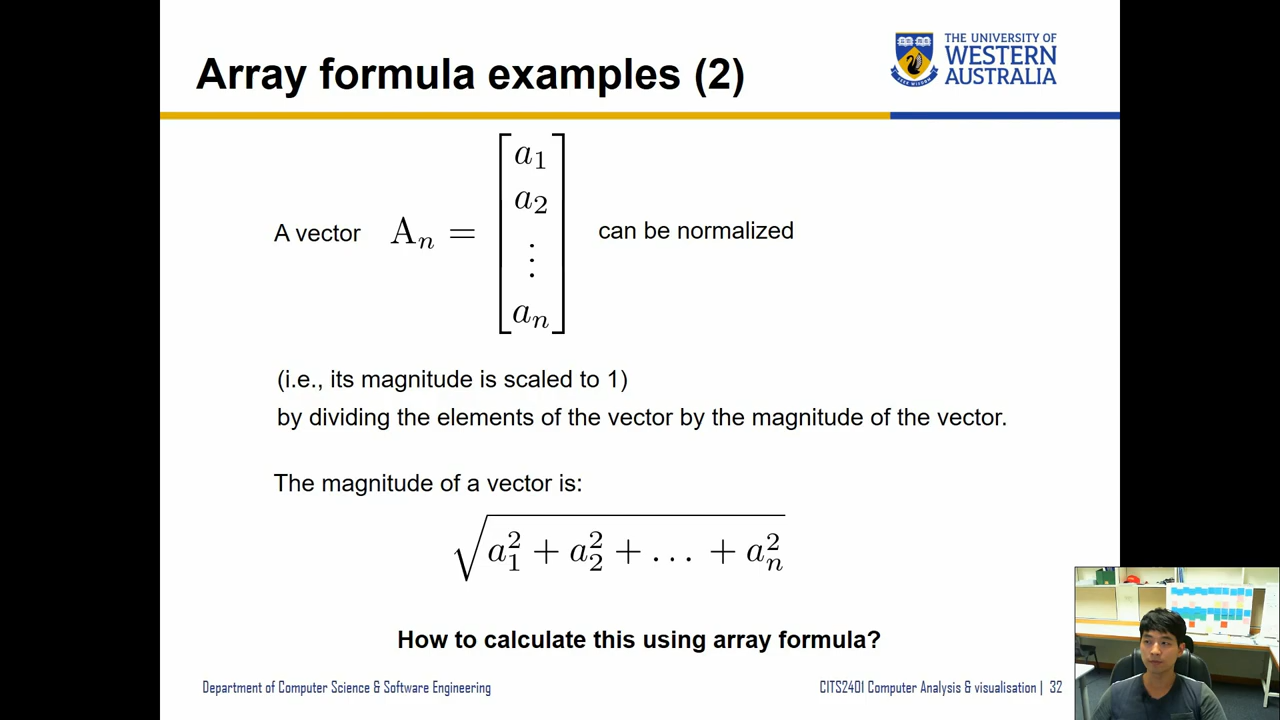 Array formula examples (2)
THE UNIVERSITY OF
WESTERN
AUSTRALIA
A vector Aₙ = [a₁ a₂ ⋮ aₙ] can be normalized
(i.e., its magnitude is scaled to 1)
by dividing the elements of the vector by the magnitude of the vector.
The magnitude of a vector is:
√(a₁² + a₂² + … + aₙ²)
How to calculate this using array formula?
Department of Computer Science & Software Engineering
CITS2401 Computer Analysis & visualisation | 32